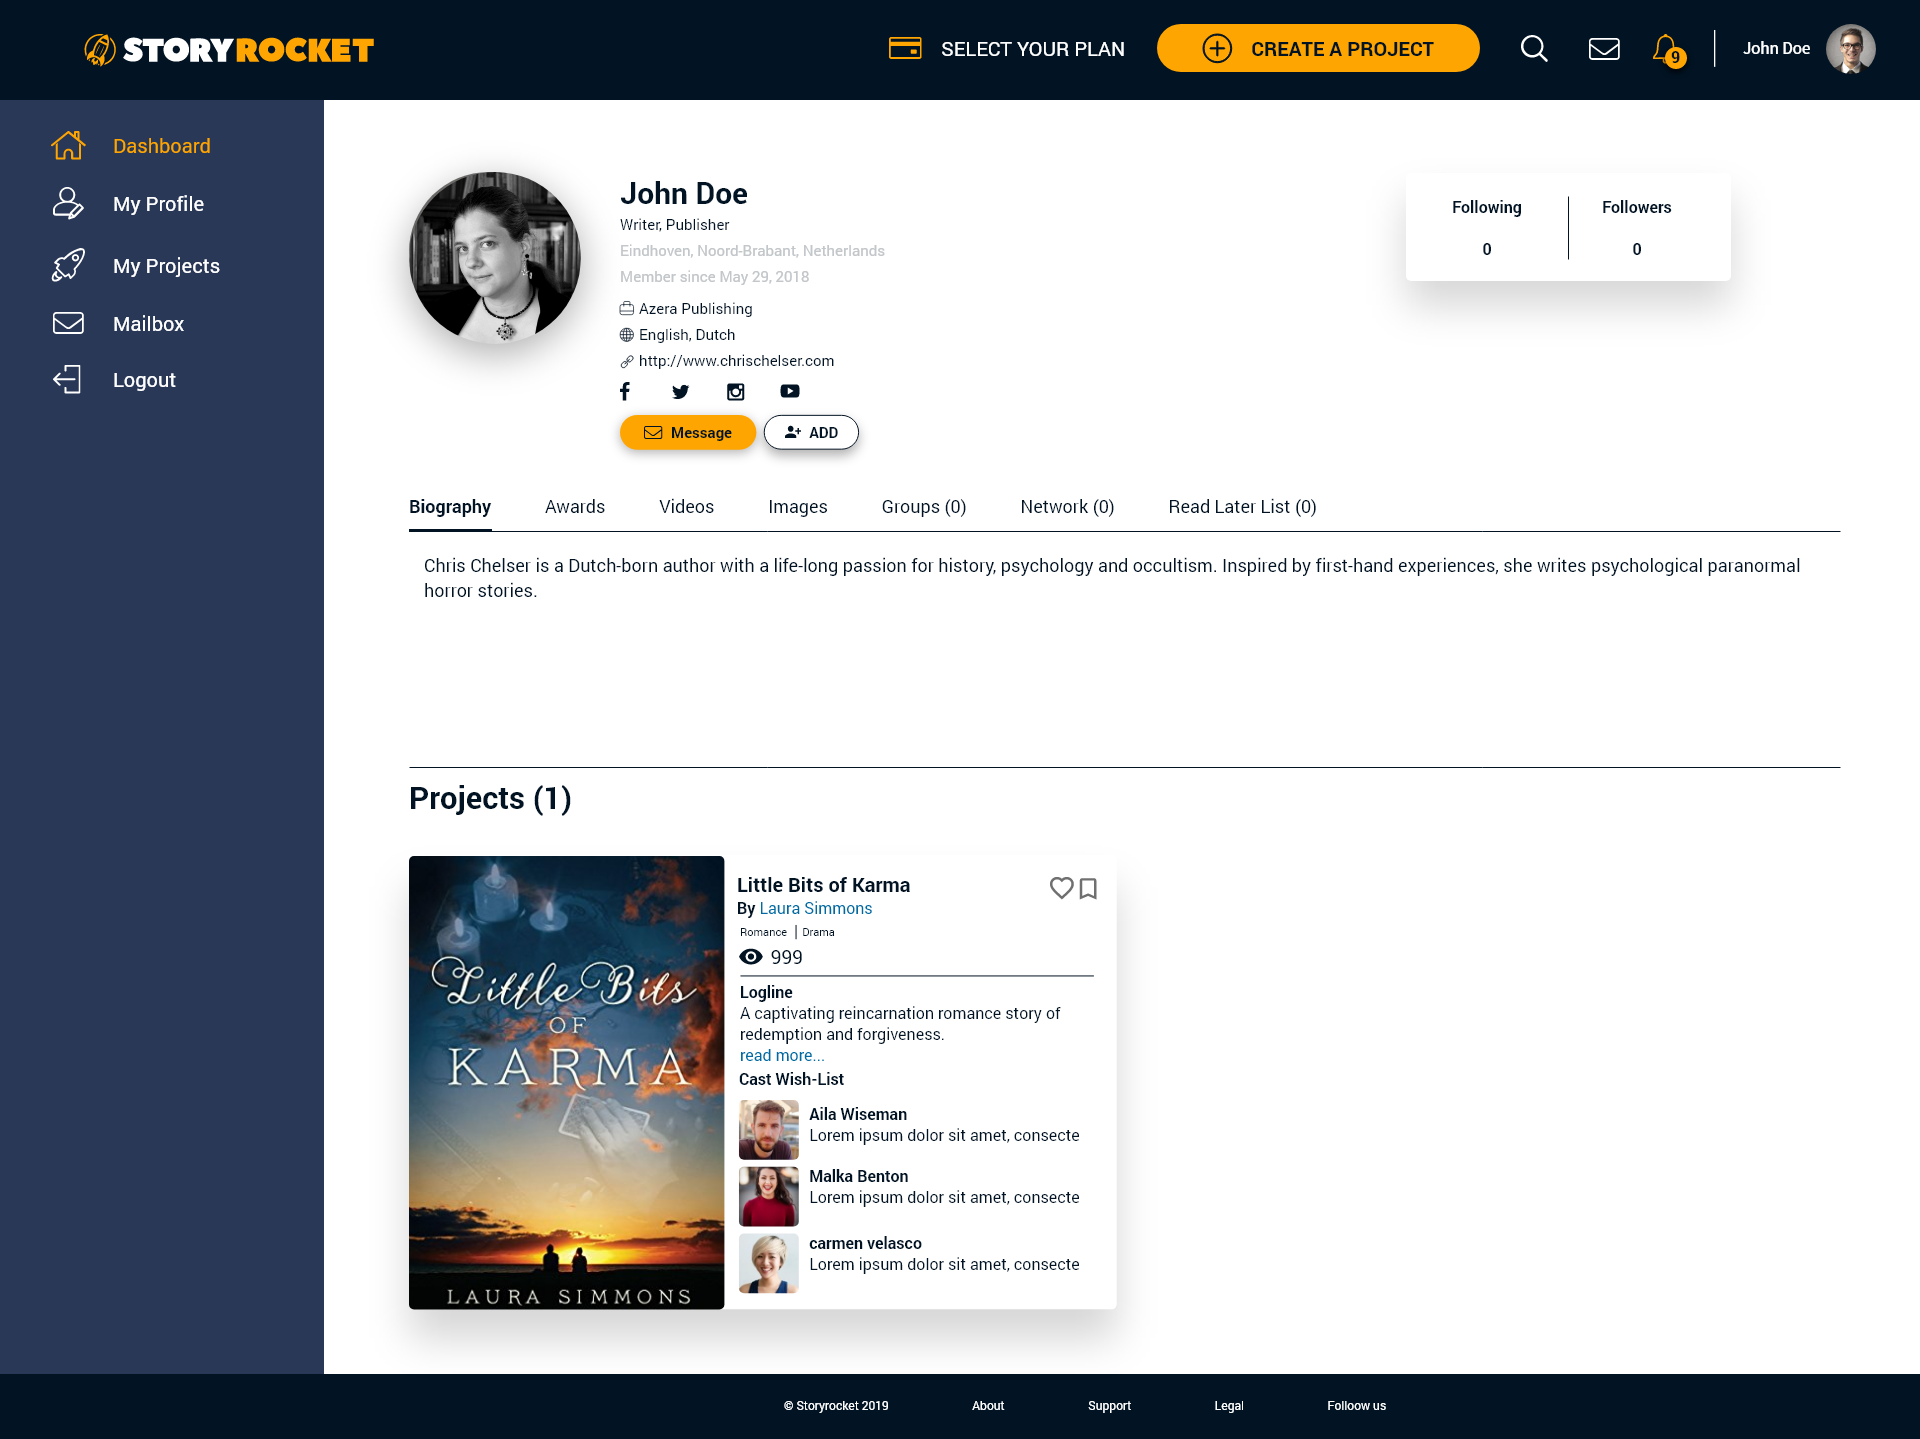 STORYROCKET
SELECT YOUR PLAN
CREATE A PROJECT
9
John Doe
Dashboard
My Profile
My Projects
Mailbox
Logout
John Doe
Writer, Publisher
Eindhoven, Noord-Brabant, Netherlands
Member since May 29, 2018
Azera Publishing
English, Dutch
http://www.chrischelser.com
Message
ADD
Following
Followers
0
0
Biography
Awards
Videos
Images
Groups (0)
Network (0)
Read Later List (0)
Chris Chelser is a Dutch-born author with a life-long passion for history, psychology and occultism. Inspired by first-hand experiences, she writes psychological paranormal
horror stories.
Projects (1)
Little Bits
OF
KARMA
LAURA SIMMONS
Little Bits of Karma
By Laura Simmons
Romance | Drama
999
Logline
A captivating reincarnation romance story of
redemption and forgiveness.
read more...
Cast Wish-List
Aila Wiseman
Lorem ipsum dolor sit amet, consecte
Malka Benton
Lorem ipsum dolor sit amet, consecte
carmen velasco
Lorem ipsum dolor sit amet, consecte
© Storyrocket 2019
About
Support
Legal
Folloow us